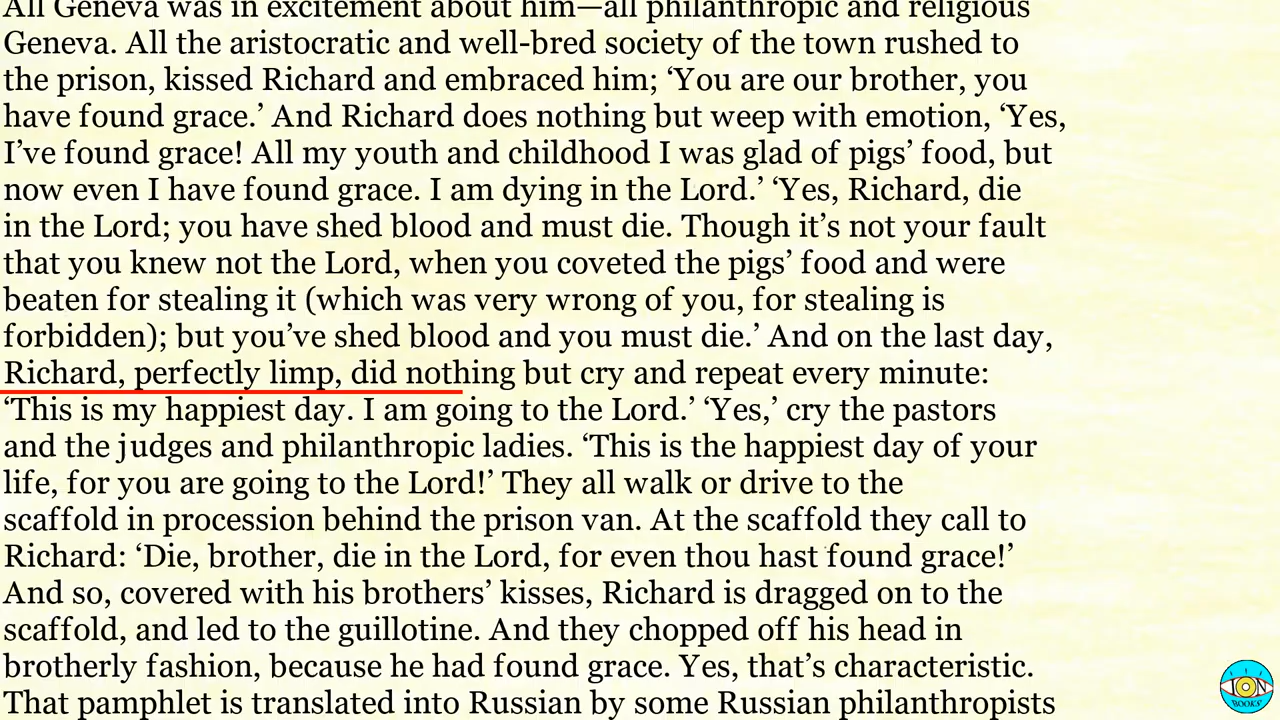 All Geneva was in excitement about him—all philanthropic and religious
Geneva. All the aristocratic and well-bred society of the town rushed to
the prison, kissed Richard and embraced him; ‘You are our brother, you
have found grace.’ And Richard does nothing but weep with emotion, ‘Yes,
I’ve found grace! All my youth and childhood I was glad of pigs’ food, but
now even I have found grace. I am dying in the Lord.’ ‘Yes, Richard, die
in the Lord; you have shed blood and must die. Though it’s not your fault
that you knew not the Lord, when you coveted the pigs’ food and were
beaten for stealing it (which was very wrong of you, for stealing is
forbidden); but you’ve shed blood and you must die.’ And on the last day,
Richard, perfectly limp, did nothing but cry and repeat every minute:
‘This is my happiest day. I am going to the Lord.’ ‘Yes,’ cry the pastors
and the judges and philanthropic ladies. ‘This is the happiest day of your
life, for you are going to the Lord!’ They all walk or drive to the
scaffold in procession behind the prison van. At the scaffold they call to
Richard: ‘Die, brother, die in the Lord, for even thou hast found grace!’
And so, covered with his brothers’ kisses, Richard is dragged on to the
scaffold, and led to the guillotine. And they chopped off his head in
brotherly fashion, because he had found grace. Yes, that’s characteristic.
That pamphlet is translated into Russian by some Russian philanthropists
ION
BOOKS